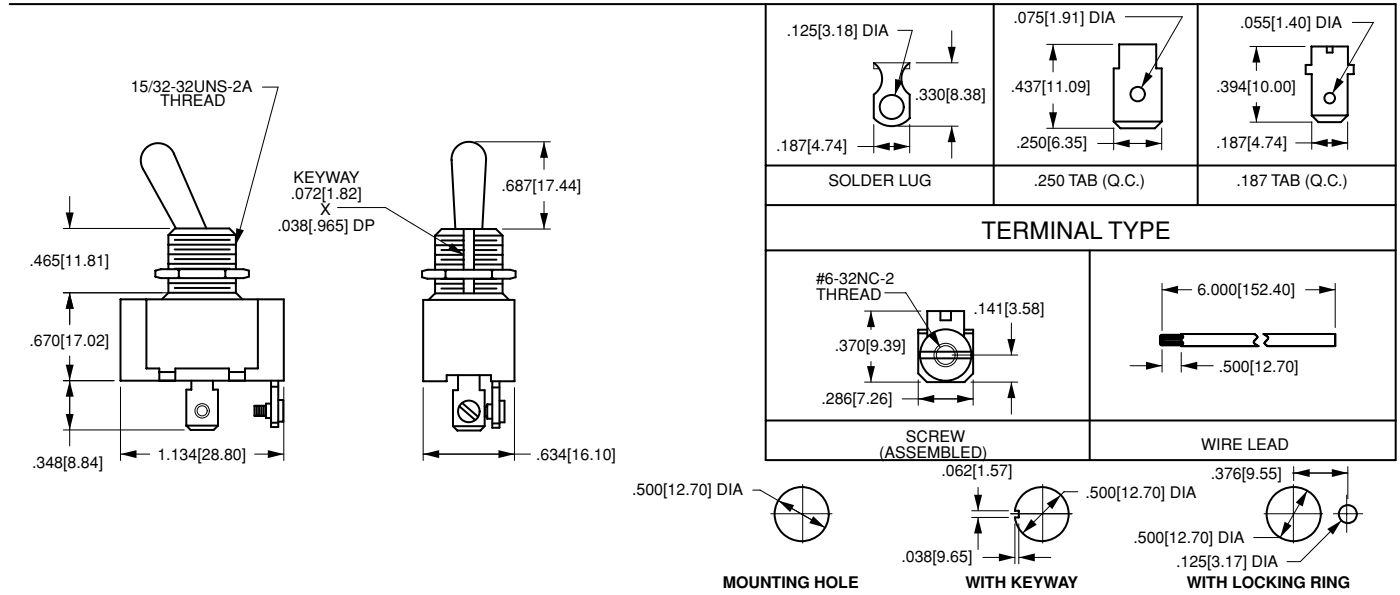 15/32-32UNS-2A
THREAD
.465[11.81]
.670[17.02]
.348[8.84]
1.134[28.80]
KEYWAY
.072[1.82]
X
.038[.965] DP
.687[17.44]
.634[16.10]
.125[3.18] DIA
.330[8.38]
.187[4.74]
SOLDER LUG
.075[1.91] DIA
.437[11.09]
.250[6.35]
.250 TAB (Q.C.)
.055[1.40] DIA
.394[10.00]
.187[4.74]
.187 TAB (Q.C.)
TERMINAL TYPE
#6-32NC-2
THREAD
.141[3.58]
.370[9.39]
.286[7.26]
SCREW
(ASSEMBLED)
6.000[152.40]
.500[12.70]
WIRE LEAD
.500[12.70] DIA
MOUNTING HOLE
.062[1.57]
.500[12.70] DIA
.038[9.65]
WITH KEYWAY
.376[9.55]
.500[12.70] DIA
.125[3.17] DIA
WITH LOCKING RING